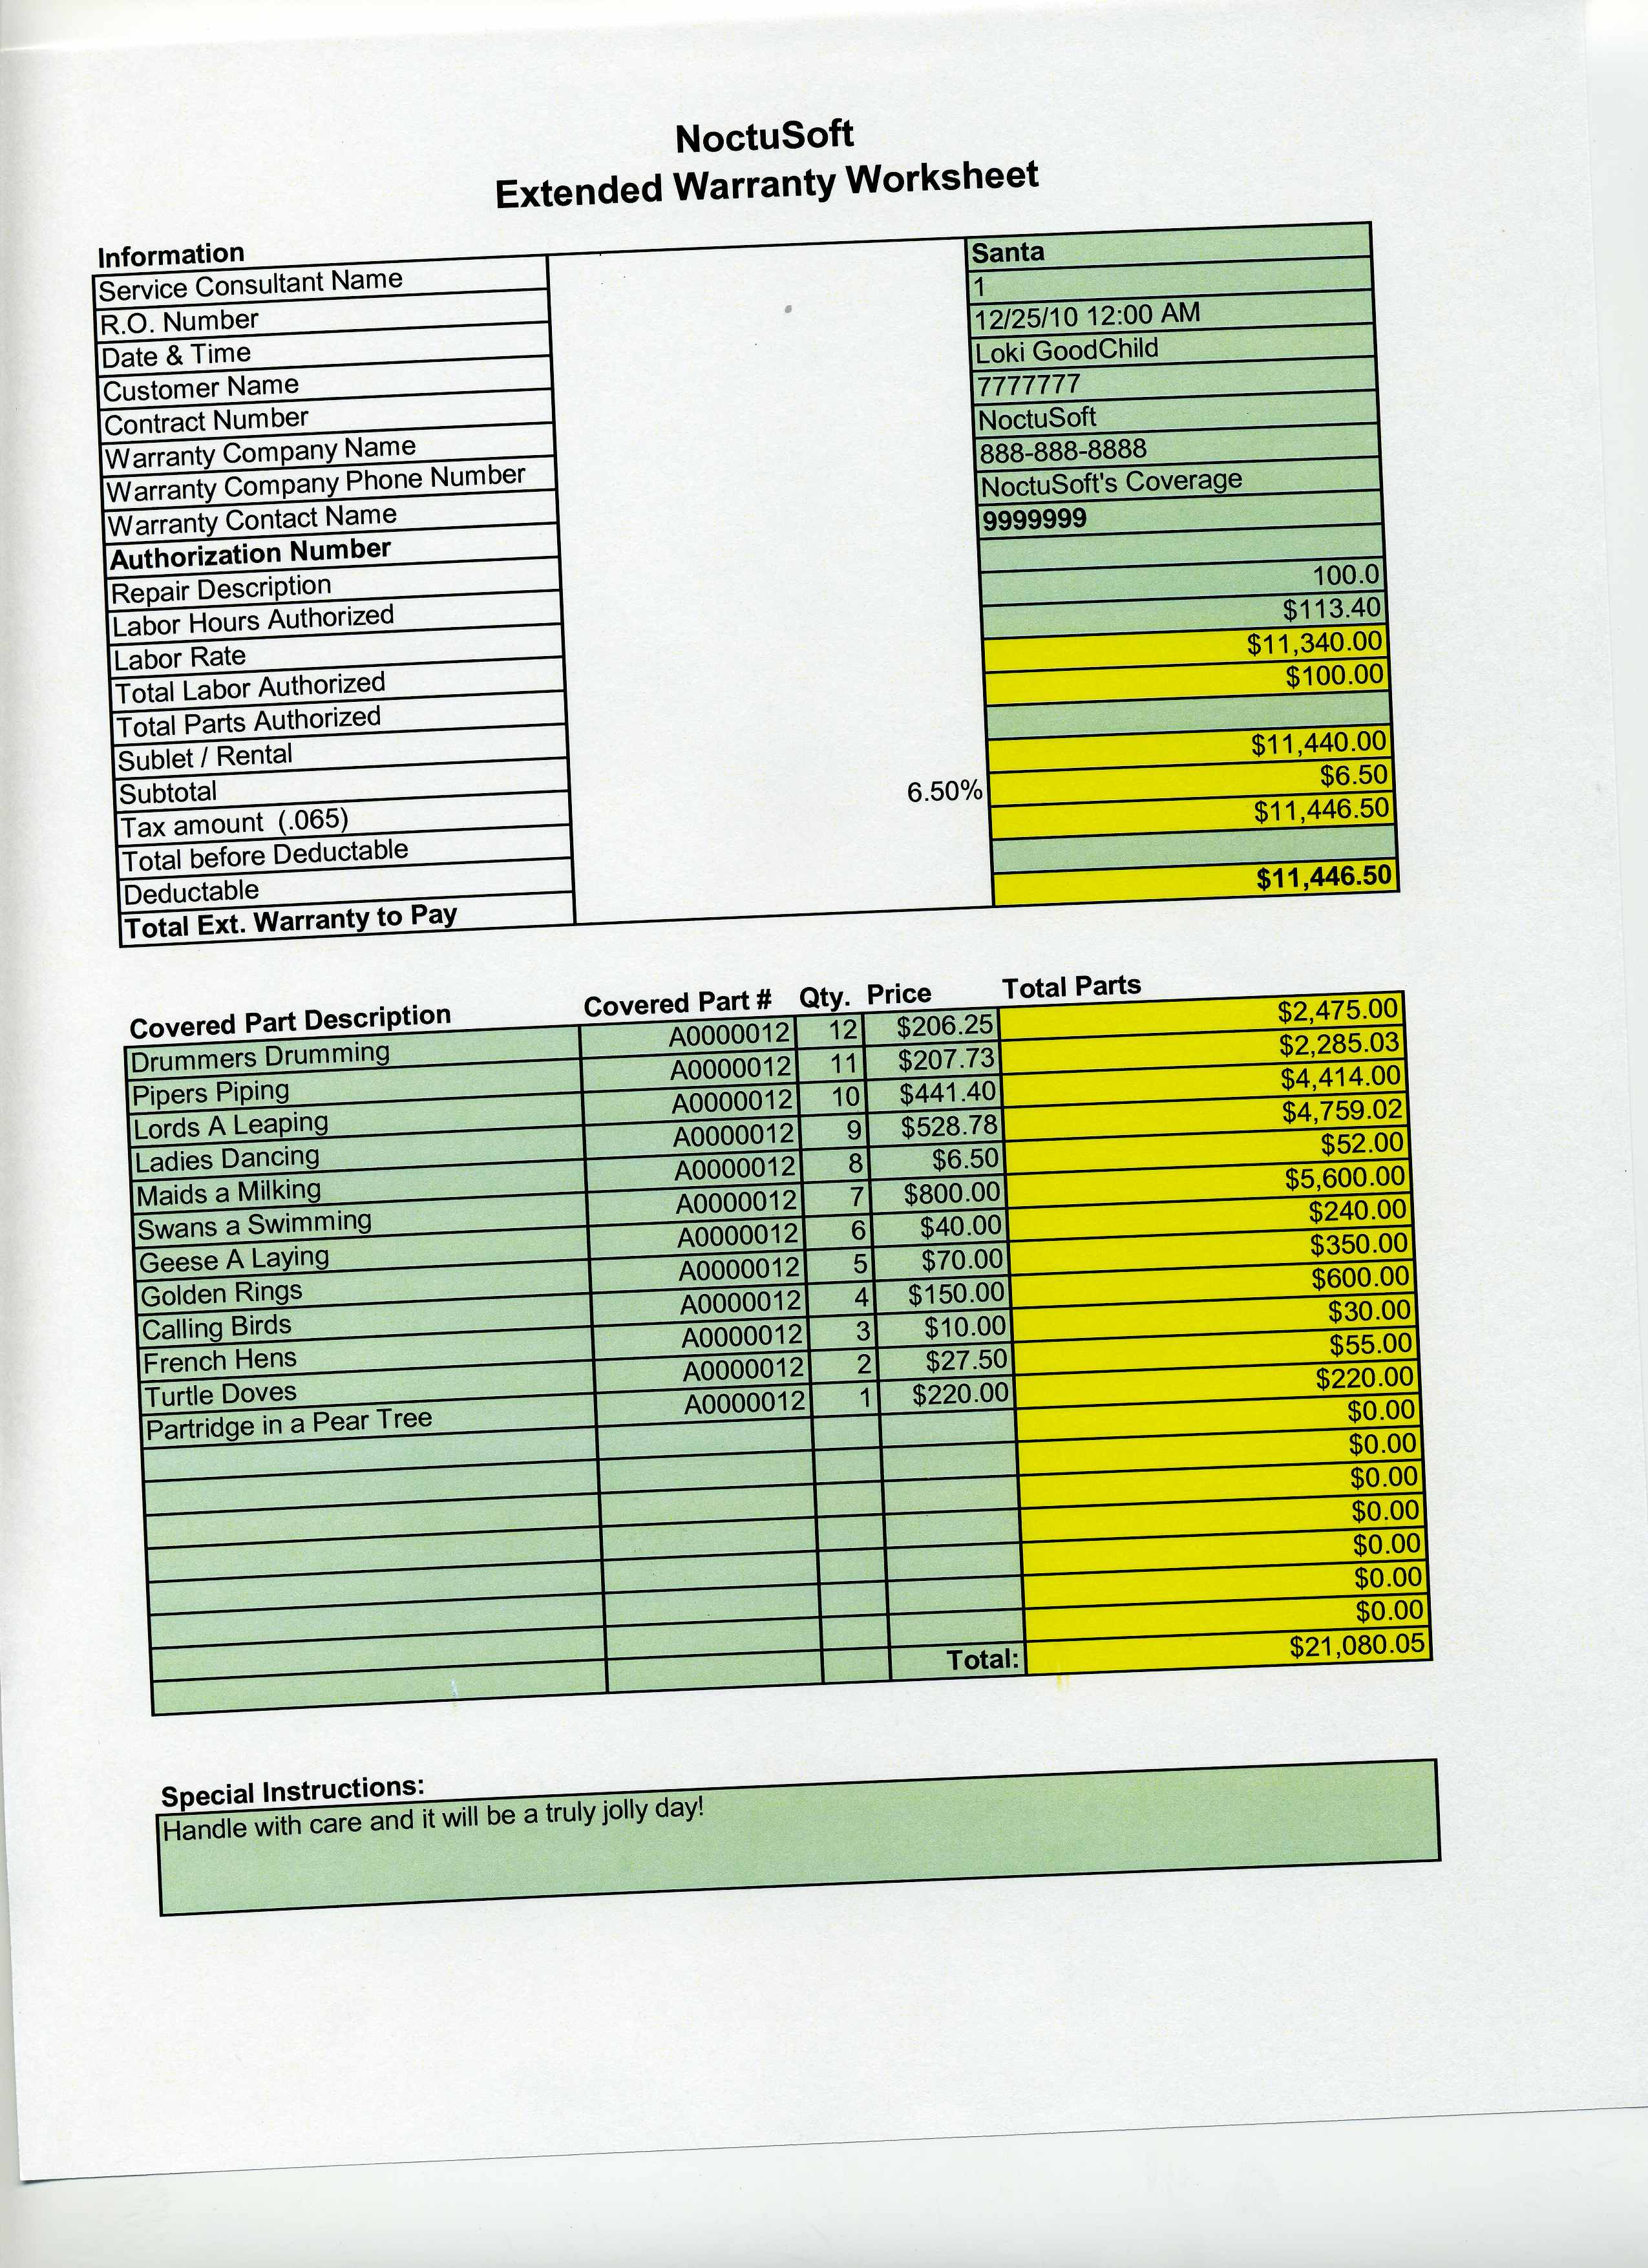 NoctuSoft
Extended Warranty Worksheet
Information
Service Consultant Name Santa
R.O. Number 1
Date & Time 12/25/10 12:00 AM
Customer Name Loki GoodChild
Contract Number 7777777
Warranty Company Name NoctuSoft
Warranty Company Phone Number 888-888-8888
Warranty Contact Name NoctuSoft's Coverage
Authorization Number 9999999
Repair Description
Labor Hours Authorized 100.0
Labor Rate $113.40
Total Labor Authorized $11,340.00
Total Parts Authorized $100.00
Sublet / Rental
Subtotal $11,440.00
Tax amount (.065) 6.50% $6.50
Total before Deductable $11,446.50
Deductable
Total Ext. Warranty to Pay $11,446.50
Covered Part Description Covered Part # Qty. Price Total Parts
Drummers Drumming A0000012 12 $206.25 $2,475.00
Pipers Piping A0000012 11 $207.73 $2,285.03
Lords A Leaping A0000012 10 $441.40 $4,414.00
Ladies Dancing A0000012 9 $528.78 $4,759.02
Maids a Milking A0000012 8 $6.50 $52.00
Swans a Swimming A0000012 7 $800.00 $5,600.00
Geese A Laying A0000012 6 $40.00 $240.00
Golden Rings A0000012 5 $70.00 $350.00
Calling Birds A0000012 4 $150.00 $600.00
French Hens A0000012 3 $10.00 $30.00
Turtle Doves A0000012 2 $27.50 $55.00
Partridge in a Pear Tree A0000012 1 $220.00 $220.00
$0.00
$0.00
$0.00
$0.00
$0.00
$0.00
$0.00
Total: $21,080.05
Special Instructions:
Handle with care and it will be a truly jolly day!